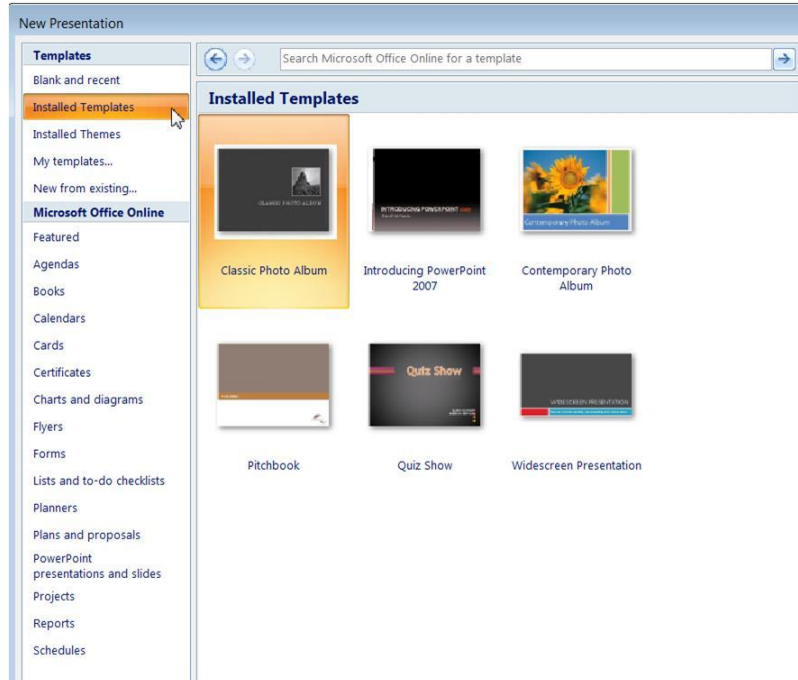 New Presentation
Templates
Blank and recent
Installed Templates
Installed Themes
My templates...
New from existing...
Microsoft Office Online
Featured
Agendas
Books
Calendars
Cards
Certificates
Charts and diagrams
Flyers
Forms
Lists and to-do checklists
Planners
Plans and proposals
PowerPoint
presentations and slides
Projects
Reports
Schedules
Search Microsoft Office Online for a template
Installed Templates
CLASSIC PHOTO ALBUM
Classic Photo Album
INTRODUCING POWERPOINT 2007
Introducing PowerPoint
2007
Contemporary Photo Album
Contemporary Photo
Album
Pitchbook
Quiz Show
Quiz Show
WIDESCREEN PRESENTATION
Widescreen Presentation